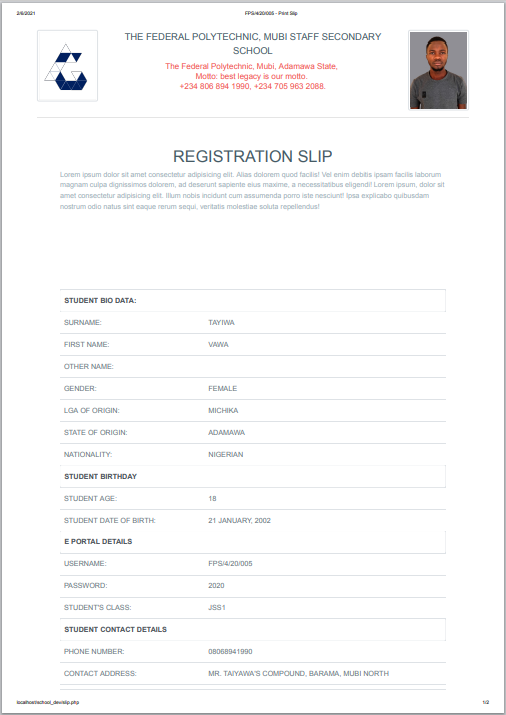 2/8/2021 FPS/4/20/005 - Print Slip
THE FEDERAL POLYTECHNIC, MUBI STAFF SECONDARY
SCHOOL
The Federal Polytechnic, Mubi, Adamawa State,
Motto: best legacy is our motto.
+234 806 894 1990, +234 705 963 2088.
REGISTRATION SLIP
Lorem ipsum dolor sit amet consectetur adipisicing elit. Alias dolorem quod facilis! Vel enim debitis ipsam facilis laborum
magnam culpa dignissimos dolorem, ad deserunt sapiente eius maxime, a necessitatibus eligendi! Lorem ipsum, dolor sit
amet consectetur adipisicing elit. Illum nobis incidunt cum assumenda porro iste nesciunt! Ipsa explicabo quibusdam
nostrum odio natus sint eaque rerum sequi, veritatis molestiae soluta repellendus!
STUDENT BIO DATA:
SURNAME: TAYIWA
FIRST NAME: VAWA
OTHER NAME:
GENDER: FEMALE
LGA OF ORIGIN: MICHIKA
STATE OF ORIGIN: ADAMAWA
NATIONALITY: NIGERIAN
STUDENT BIRTHDAY
STUDENT AGE: 18
STUDENT DATE OF BIRTH: 21 JANUARY, 2002
E PORTAL DETAILS
USERNAME: FPS/4/20/005
PASSWORD: 2020
STUDENT'S CLASS: JSS1
STUDENT CONTACT DETAILS
PHONE NUMBER: 08068941990
CONTACT ADDRESS: MR. TAIYAWA'S COMPOUND, BARAMA, MUBI NORTH
localhost/school_dev/slip.php 1/2